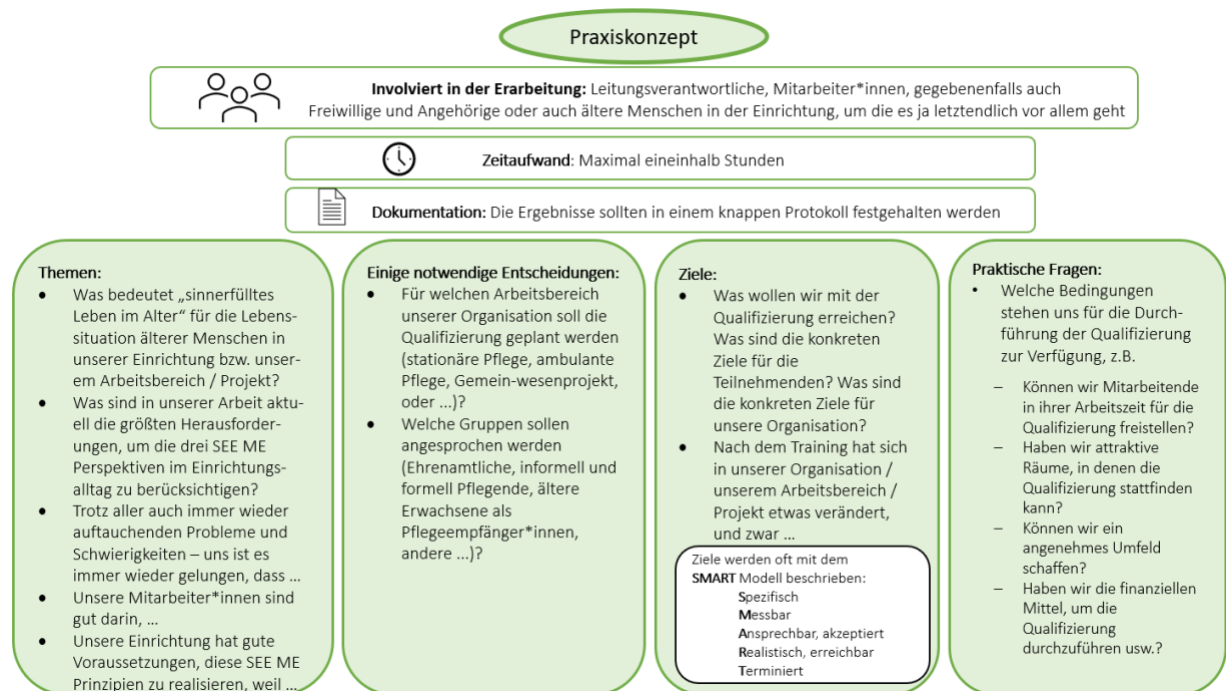 Praxiskonzept
Involviert in der Erarbeitung: Leitungsverantwortliche, Mitarbeiter*innen, gegebenenfalls auch
Freiwillige und Angehörige oder auch ältere Menschen in der Einrichtung, um die es ja letztendlich vor allem geht
Zeitaufwand: Maximal eineinhalb Stunden
Dokumentation: Die Ergebnisse sollten in einem knappen Protokoll festgehalten werden
Themen:
• Was bedeutet „sinnerfülltes
Leben im Alter“ für die Lebens-
situation älterer Menschen in
unserer Einrichtung bzw. unser-
em Arbeitsbereich / Projekt?
• Was sind in unserer Arbeit aktu-
ell die größten Herausforder-
ungen, um die drei SEE ME
Perspektiven im Einrichtungs-
alltag zu berücksichtigen?
• Trotz aller auch immer wieder
auftauchenden Probleme und
Schwierigkeiten – uns ist es
immer wieder gelungen, dass ...
• Unsere Mitarbeiter*innen sind
gut darin, ...
• Unsere Einrichtung hat gute
Voraussetzungen, diese SEE ME
Prinzipien zu realisieren, weil ...
Einige notwendige Entscheidungen:
• Für welchen Arbeitsbereich
unserer Organisation soll die
Qualifizierung geplant werden
(stationäre Pflege, ambulante
Pflege, Gemein-wesenprojekt,
oder ...)?
• Welche Gruppen sollen
angesprochen werden
(Ehrenamtliche, informell und
formell Pflegende, ältere
Erwachsene als
Pflegeempfänger*innen,
andere ...)?
Ziele:
• Was wollen wir mit der
Qualifizierung erreichen?
Was sind die konkreten
Ziele für die
Teilnehmenden? Was sind
die konkreten Ziele für
unsere Organisation?
• Nach dem Training hat sich
in unserer Organisation /
unserem Arbeitsbereich /
Projekt etwas verändert,
und zwar ...
Ziele werden oft mit dem
SMART Modell beschrieben:
Spezifisch
Messbar
Ansprechbar, akzeptiert
Realistisch, erreichbar
Terminiert
Praktische Fragen:
• Welche Bedingungen
stehen uns für die Durch-
führung der Qualifizierung
zur Verfügung, z.B.
– Können wir Mitarbeitende
in ihrer Arbeitszeit für die
Qualifizierung freistellen?
– Haben wir attraktive
Räume, in denen die
Qualifizierung stattfinden
kann?
– Können wir ein
angenehmes Umfeld
schaffen?
– Haben wir die finanziellen
Mittel, um die
Qualifizierung
durchzuführen usw.?